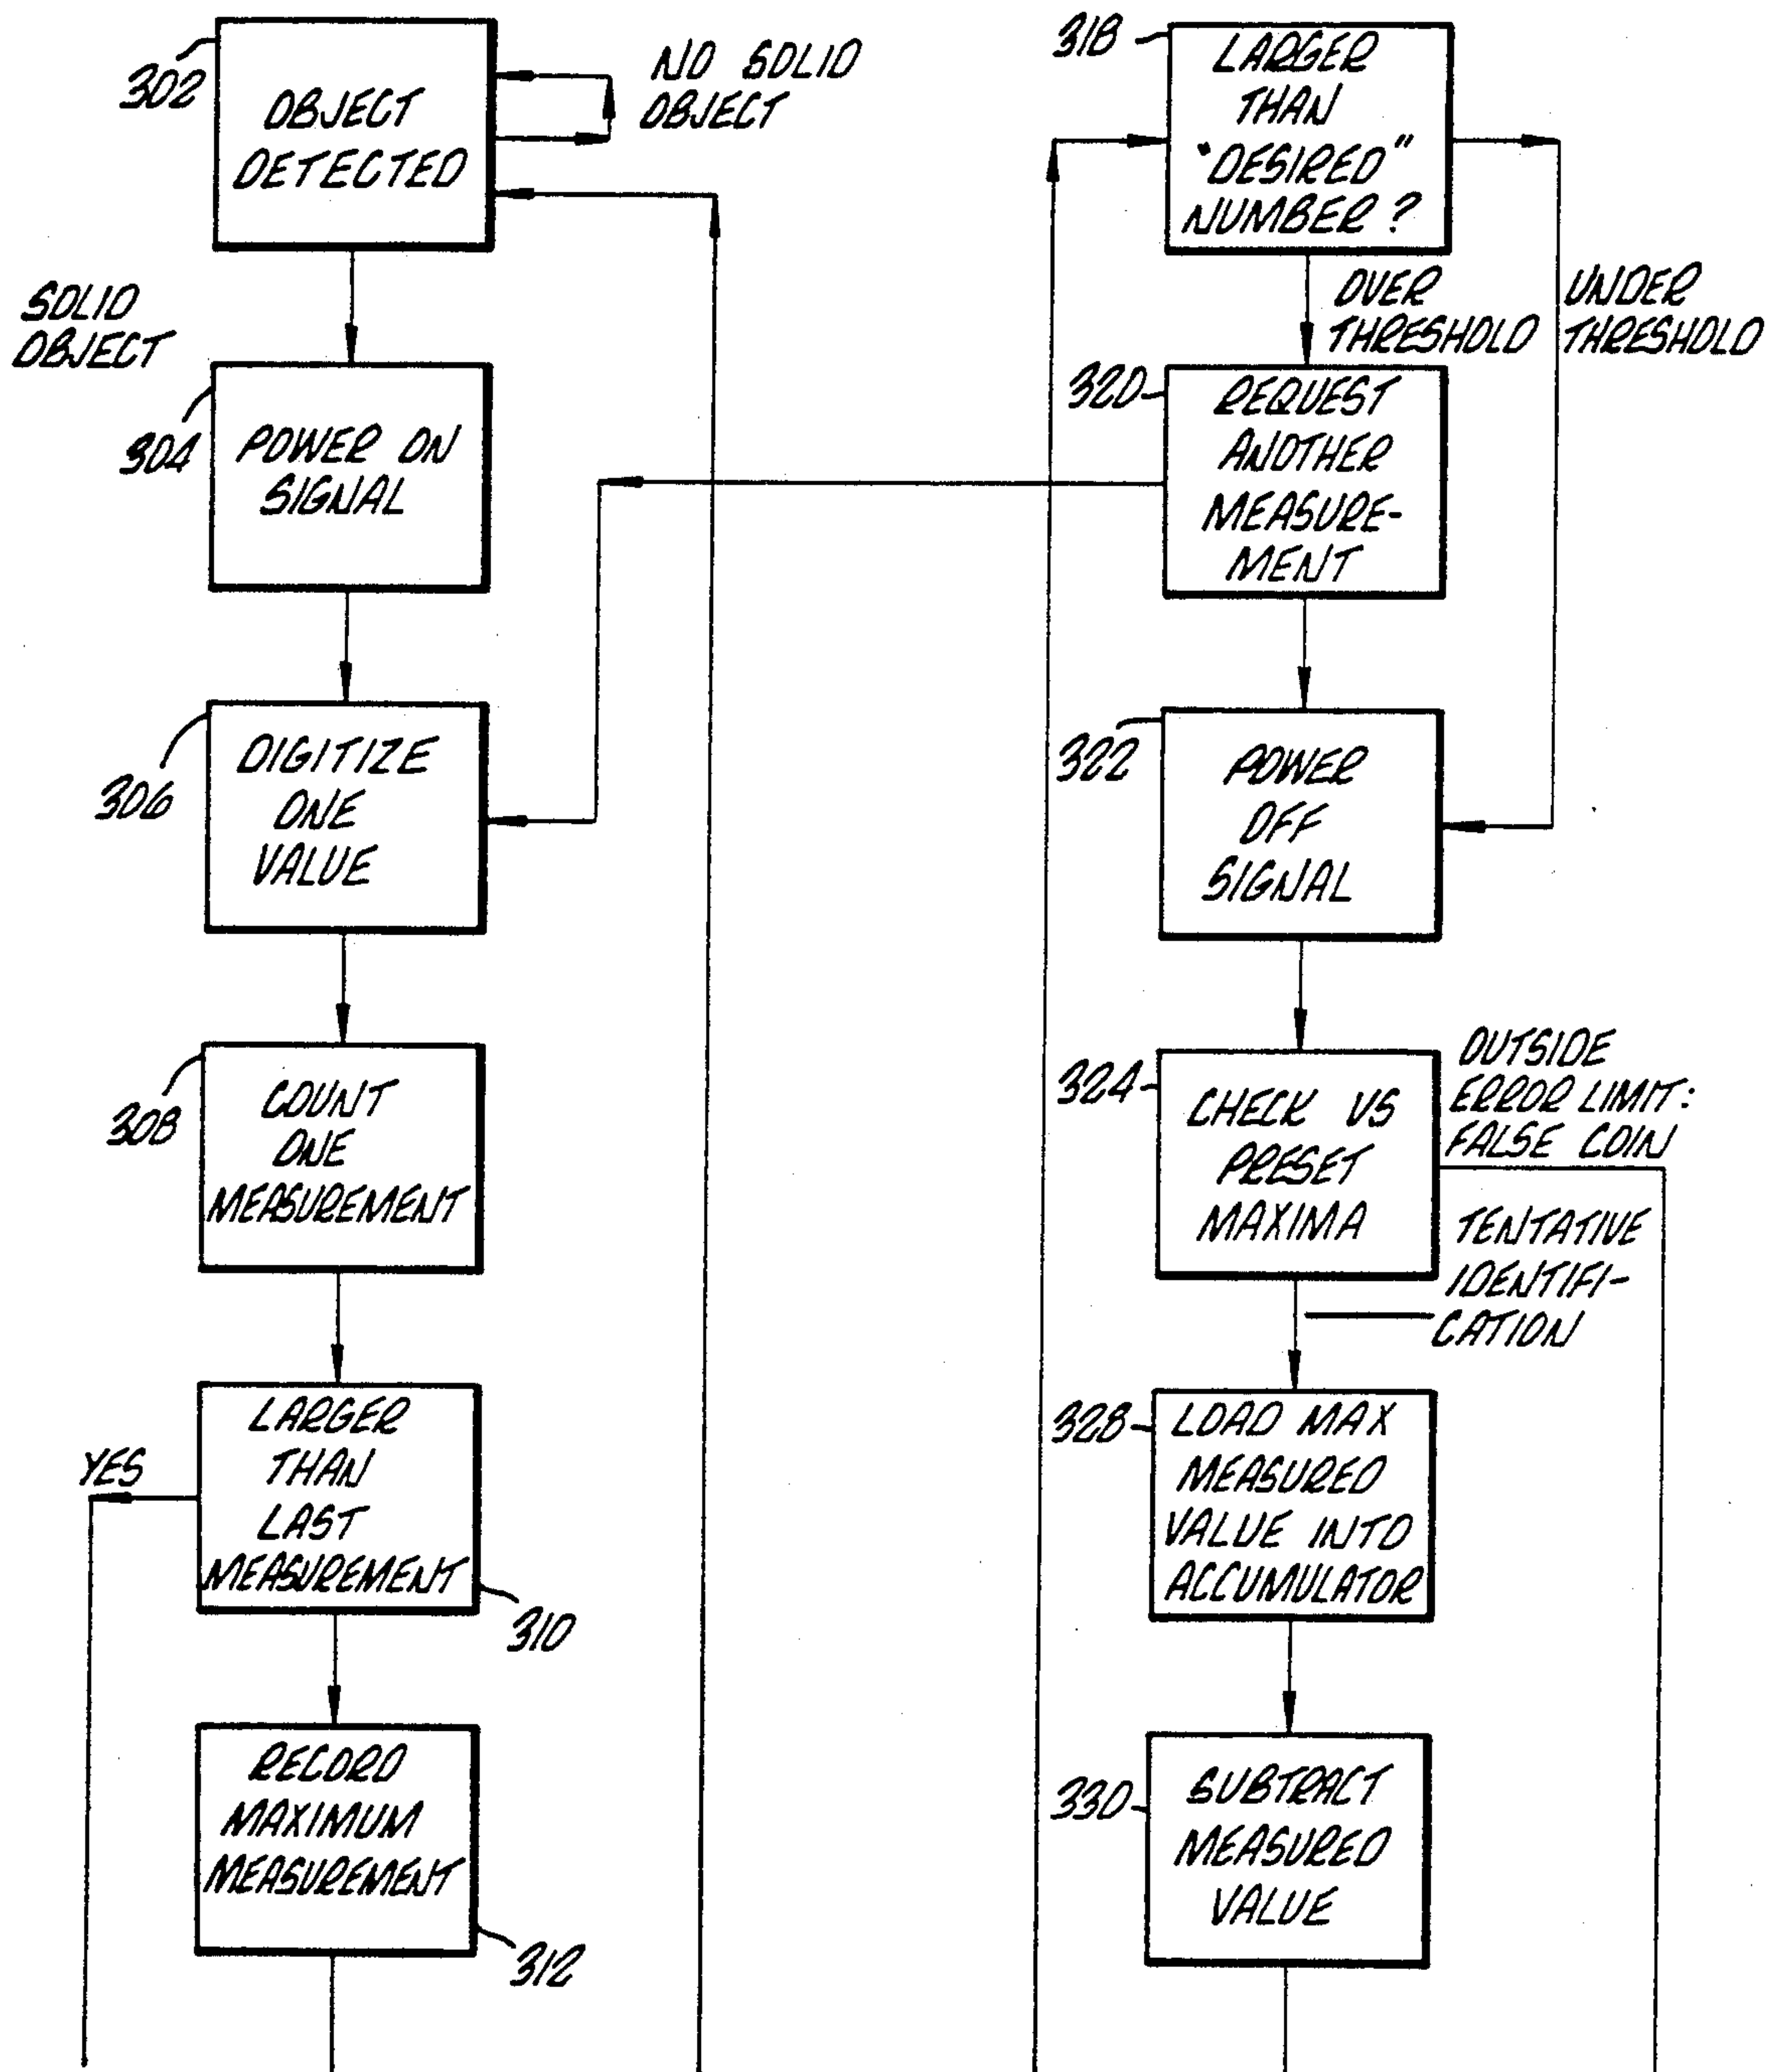 302
OBJECT
DETECTED
NO SOLID
OBJECT
SOLID
OBJECT
304
POWER ON
SIGNAL
306
DIGITIZE
ONE
VALUE
308
COUNT
ONE
MEASUREMENT
YES
LARGER
THAN
LAST
MEASUREMENT
310
RECORD
MAXIMUM
MEASUREMENT
312
318
LARGER
THAN
"DESIRED"
NUMBER?
OVER
THRESHOLD
UNDER
THRESHOLD
320
REQUEST
ANOTHER
MEASURE-
MENT
322
POWER
OFF
SIGNAL
324
CHECK VS
PRESET
MAXIMA
OUTSIDE
ERROR LIMIT:
FALSE COIN
TENTATIVE
IDENTIFI-
CATION
328
LOAD MAX
MEASURED
VALUE INTO
ACCUMULATOR
330
SUBTRACT
MEASURED
VALUE